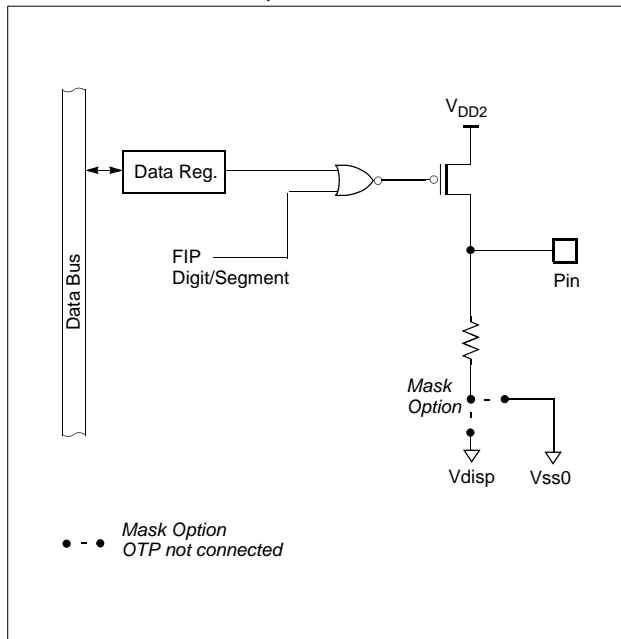 V_DD2
Data Reg.
FIP
Digit/Segment
Pin
Data Bus
Mask
Option
Vdisp
Vss0
Mask Option
OTP not connected